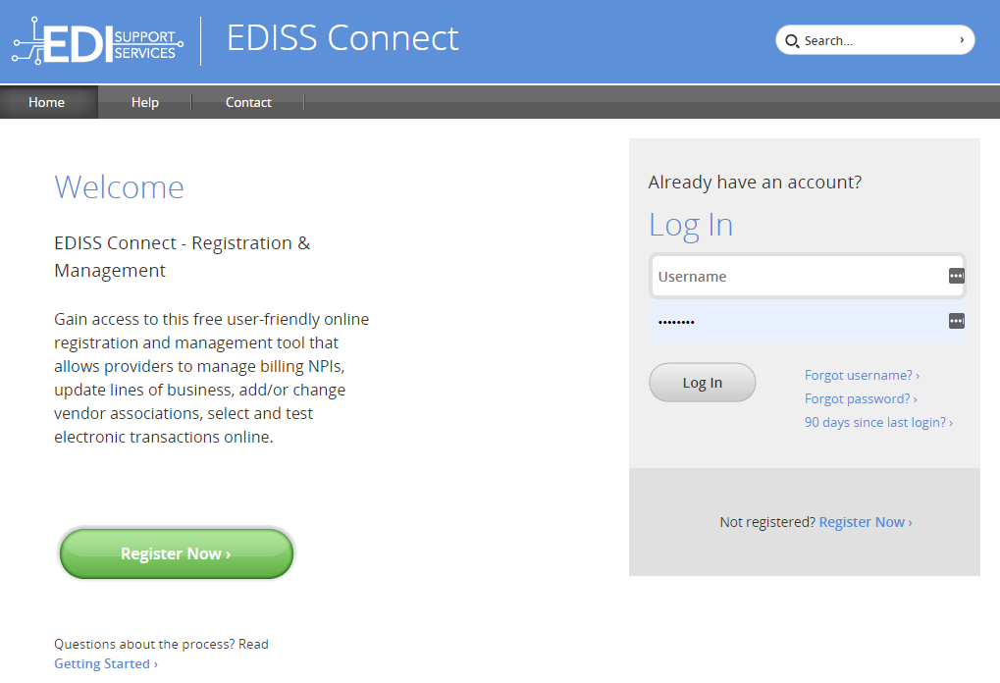 EDI SUPPORT SERVICES
EDISS Connect
Search...
Home Help Contact
Welcome
EDISS Connect - Registration &
Management
Gain access to this free user-friendly online
registration and management tool that
allows providers to manage billing NPIs,
update lines of business, add/or change
vendor associations, select and test
electronic transactions online.
Register Now ›
Questions about the process? Read
Getting Started ›
Already have an account?
Log In
Username
••••••••
Log In
Forgot username? ›
Forgot password? ›
90 days since last login? ›
Not registered? Register Now ›